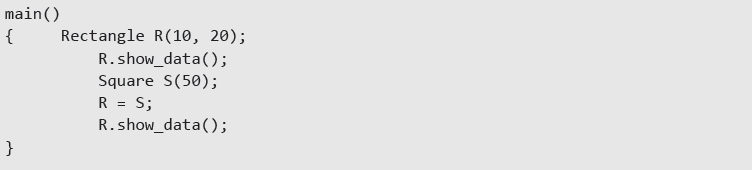 main()
{     Rectangle R(10, 20);
          R.show_data();
          Square S(50);
          R = S;
          R.show_data();
}